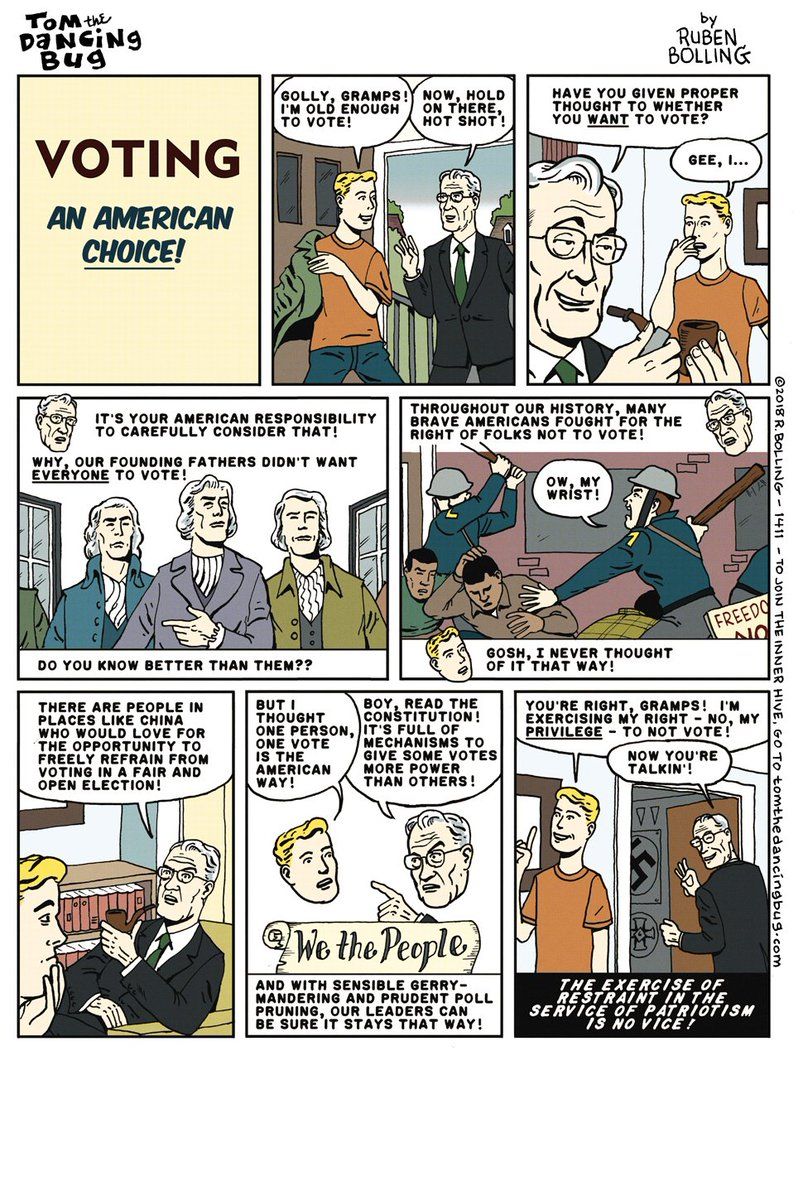 TOM the
DANCING
BUG
by
RUBEN
BOLLING
VOTING
AN AMERICAN
CHOICE!
GOLLY, GRAMPS!
I'M OLD ENOUGH
TO VOTE!
NOW, HOLD
ON THERE,
HOT SHOT!
HAVE YOU GIVEN PROPER
THOUGHT TO WHETHER
YOU WANT TO VOTE?
GEE, I...
IT'S YOUR AMERICAN RESPONSIBILITY
TO CAREFULLY CONSIDER THAT!
WHY, OUR FOUNDING FATHERS DIDN'T WANT
EVERYONE TO VOTE!
DO YOU KNOW BETTER THAN THEM??
THROUGHOUT OUR HISTORY, MANY
BRAVE AMERICANS FOUGHT FOR THE
RIGHT OF FOLKS NOT TO VOTE!
OW, MY
WRIST!
FREEDO
NO
GOSH, I NEVER THOUGHT
OF IT THAT WAY!
THERE ARE PEOPLE IN
PLACES LIKE CHINA
WHO WOULD LOVE FOR
THE OPPORTUNITY TO
FREELY REFRAIN FROM
VOTING IN A FAIR AND
OPEN ELECTION!
BUT I
THOUGHT
ONE PERSON,
ONE VOTE
IS THE
AMERICAN
WAY!
BOY, READ THE
CONSTITUTION!
IT'S FULL OF
MECHANISMS TO
GIVE SOME VOTES
MORE POWER
THAN OTHERS!
We the People
AND WITH SENSIBLE GERRY-
MANDERING AND PRUDENT POLL
PRUNING, OUR LEADERS CAN
BE SURE IT STAYS THAT WAY!
YOU'RE RIGHT, GRAMPS! I'M
EXERCISING MY RIGHT - NO, MY
PRIVILEGE - TO NOT VOTE!
NOW YOU'RE
TALKIN'!
THE EXERCISE OF
RESTRAINT IN THE
SERVICE OF PATRIOTISM
IS NO VICE!
©2018 R. BOLLING - 1411 - TO JOIN THE INNER HIVE, GO TO tomthedancingbug.com